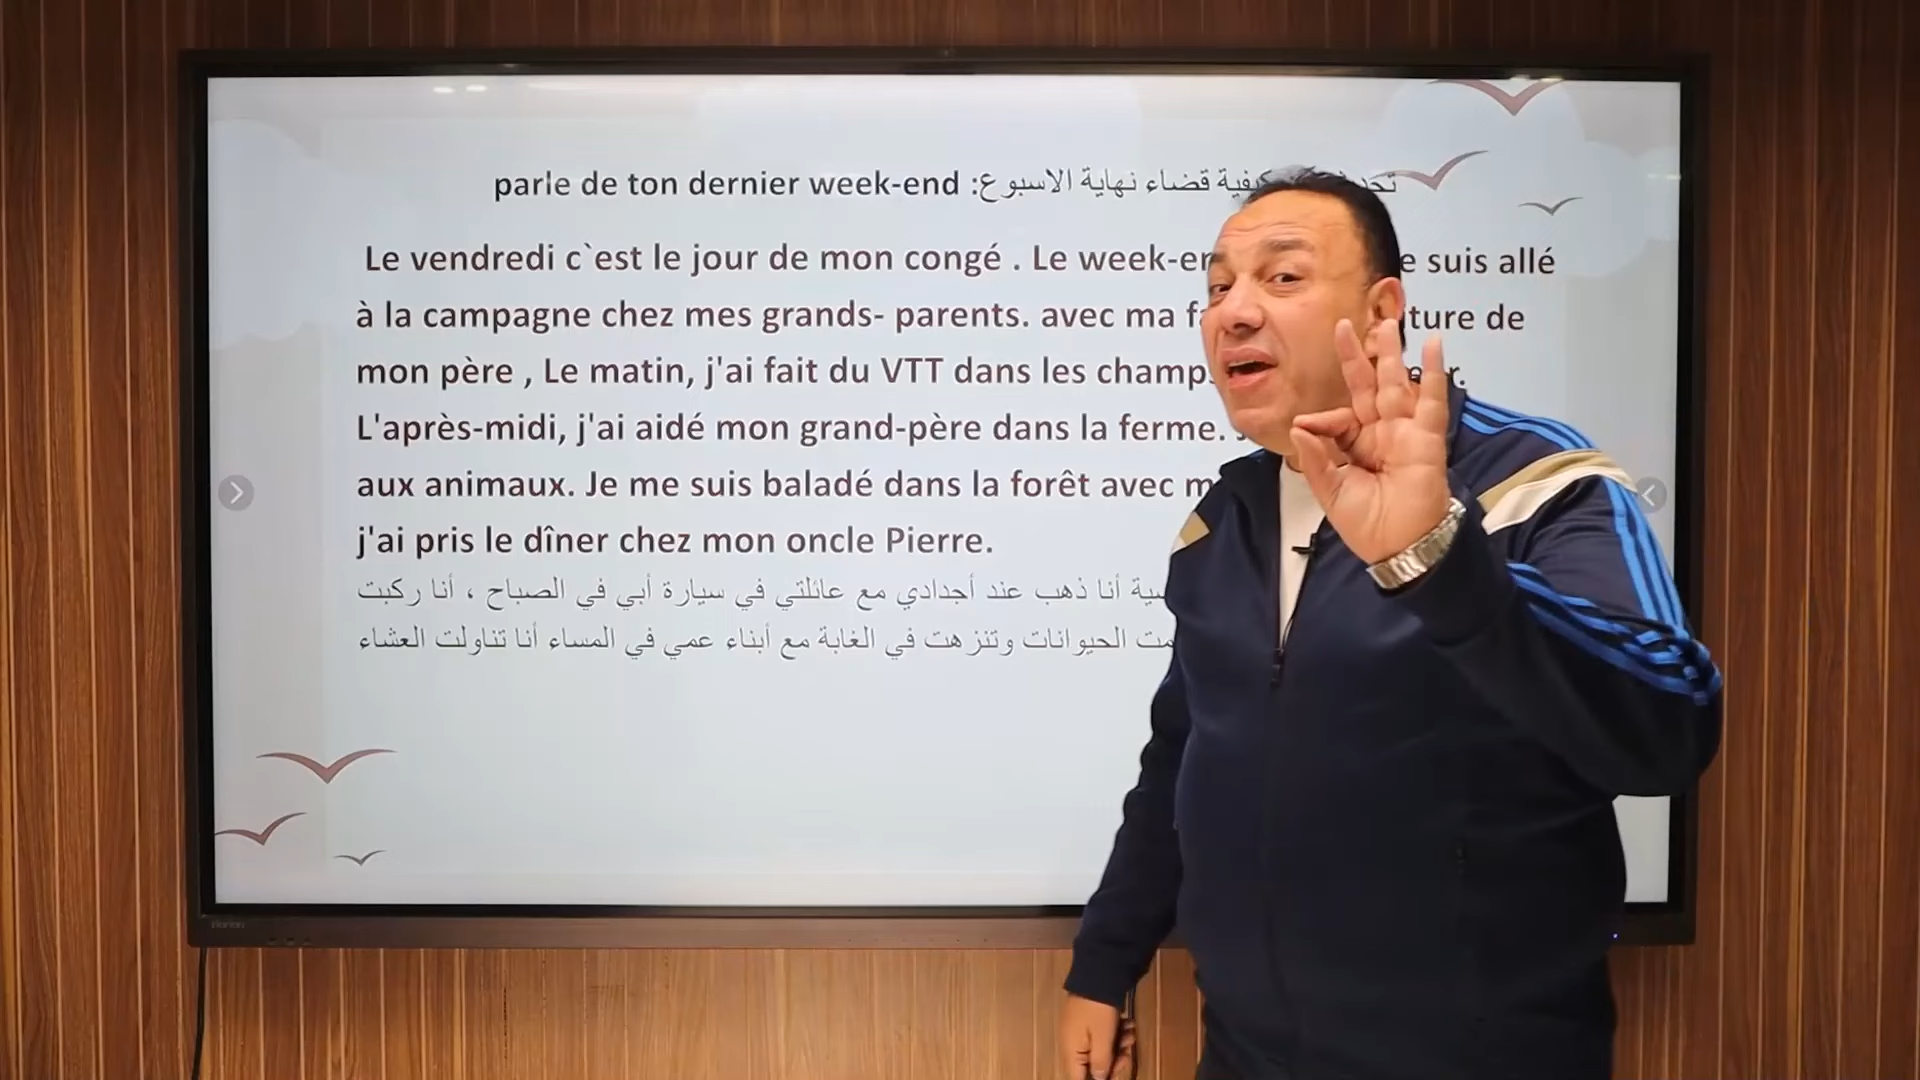 parle de ton dernier week-end :كيفية قضاء نهاية الاسبوع
Le vendredi c`est le jour de mon congé . Le suis allé
à la campagne chez mes grands- parents. avec ma de
mon père , Le matin, j'ai fait du VTT dans les champs
L'après-midi, j'ai aidé mon grand-père dans la ferme.
aux animaux. Je me suis baladé dans la forêt avec
j'ai pris le dîner chez mon oncle Pierre.
أنا ذهب عند أجدادي مع عائلتي في سيارة أبي في الصباح ، أنا ركبت
الحيوانات وتنزهت في الغابة مع أبناء عمي في المساء أنا تناولت العشاء